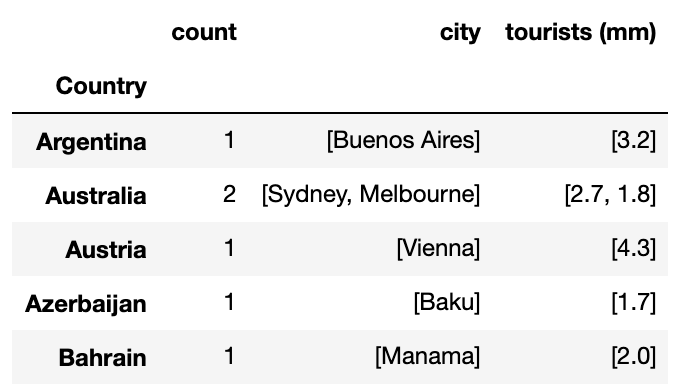 count city tourists (mm)
Country
Argentina 1 [Buenos Aires] [3.2]
Australia 2 [Sydney, Melbourne] [2.7, 1.8]
Austria 1 [Vienna] [4.3]
Azerbaijan 1 [Baku] [1.7]
Bahrain 1 [Manama] [2.0]